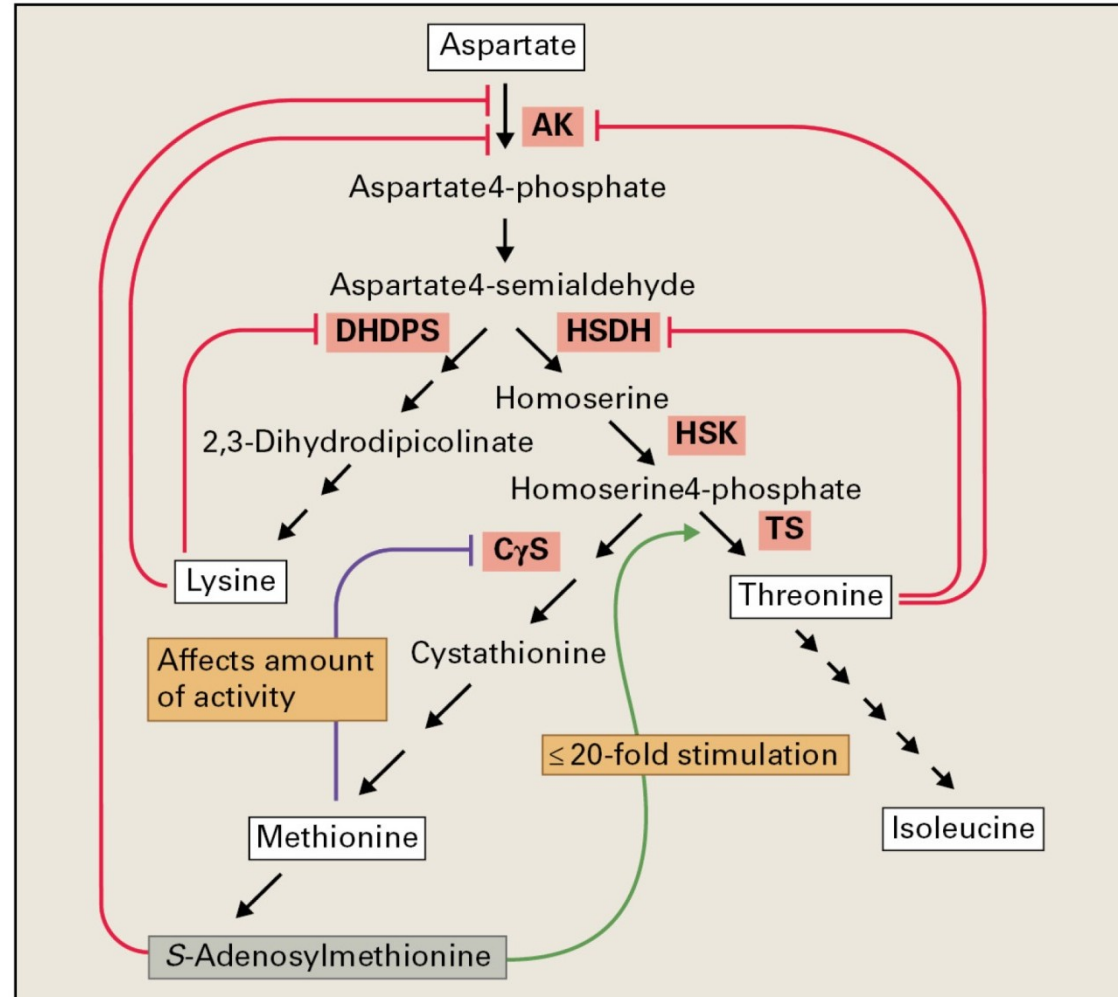 Aspartate
AK
Aspartate4-phosphate
Aspartate4-semialdehyde
DHDPS
HSDH
Homoserine
HSK
2,3-Dihydrodipicolinate
Homoserine4-phosphate
TS
CγS
Lysine
Threonine
Affects amount
of activity
Cystathionine
≤ 20-fold stimulation
Methionine
Isoleucine
S-Adenosylmethionine